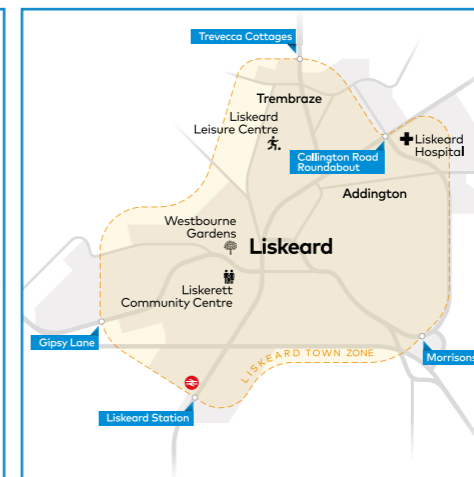 Trevecca Cottages
Trembraze
Liskeard
Leisure Centre
Callington Road
Roundabout
Liskeard
Hospital
Addington
Westbourne
Gardens
Liskeard
Liskerett
Community Centre
Gipsy Lane
LISKEARD TOWN ZONE
Morrisons
Liskeard Station